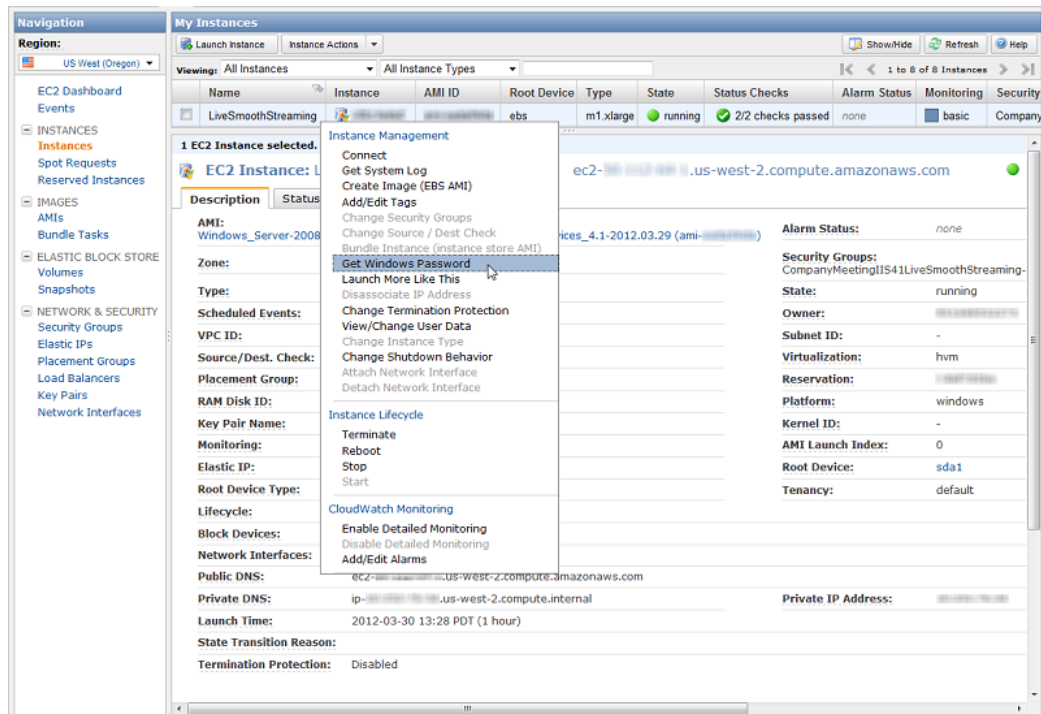 Navigation
Region:
US West (Oregon)
EC2 Dashboard
Events
INSTANCES
Instances
Spot Requests
Reserved Instances
IMAGES
AMIs
Bundle Tasks
ELASTIC BLOCK STORE
Volumes
Snapshots
NETWORK & SECURITY
Security Groups
Elastic IPs
Placement Groups
Load Balancers
Key Pairs
Network Interfaces
My Instances
Launch Instance Instance Actions Show/Hide Refresh Help
Viewing: All Instances All Instance Types 1 to 8 of 8 Instances
Name Instance AMI ID Root Device Type State Status Checks Alarm Status Monitoring Security
LiveSmoothStreaming ebs m1.xlarge running 2/2 checks passed none basic Company
1 EC2 Instance selected.
EC2 Instance: L ec2- .us-west-2.compute.amazonaws.com
Description Status
Instance Management
Connect
Get System Log
Create Image (EBS AMI)
Add/Edit Tags
Change Security Groups
Change Source / Dest Check
Bundle Instance (instance store AMI)
Get Windows Password
Launch More Like This
Disassociate IP Address
Change Termination Protection
View/Change User Data
Change Instance Type
Change Shutdown Behavior
Attach Network Interface
Detach Network Interface
Instance Lifecycle
Terminate
Reboot
Stop
Start
CloudWatch Monitoring
Enable Detailed Monitoring
Disable Detailed Monitoring
Add/Edit Alarms
AMI:
Windows_Server-2008 ices_4.1-2012.03.29 (ami- )
Zone:
Type:
Scheduled Events:
VPC ID:
Source/Dest. Check:
Placement Group:
RAM Disk ID:
Key Pair Name:
Monitoring:
Elastic IP:
Root Device Type:
Lifecycle:
Block Devices:
Network Interfaces:
Public DNS: ec2- .us-west-2.compute.amazonaws.com
Private DNS: ip- .us-west-2.compute.internal
Launch Time: 2012-03-30 13:28 PDT (1 hour)
State Transition Reason:
Termination Protection: Disabled
Alarm Status: none
Security Groups:
CompanyMeetingIIS41LiveSmoothStreaming-
State: running
Owner:
Subnet ID: -
Virtualization: hvm
Reservation:
Platform: windows
Kernel ID: -
AMI Launch Index: 0
Root Device: sda1
Tenancy: default
Private IP Address: